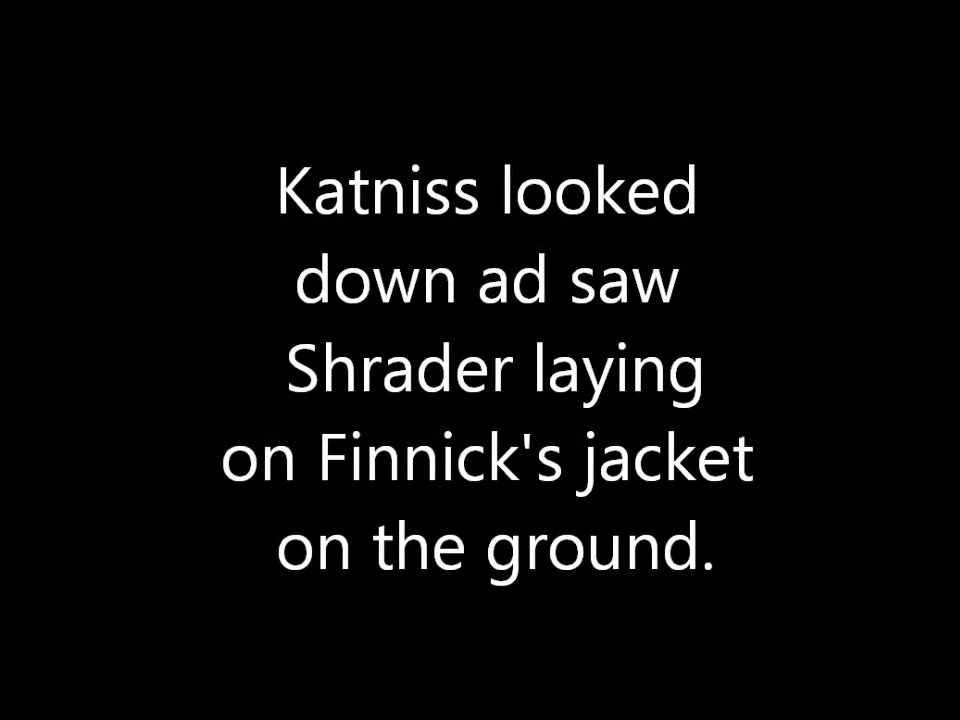 Katniss looked
down ad saw
Shrader laying
on Finnick's jacket
on the ground.